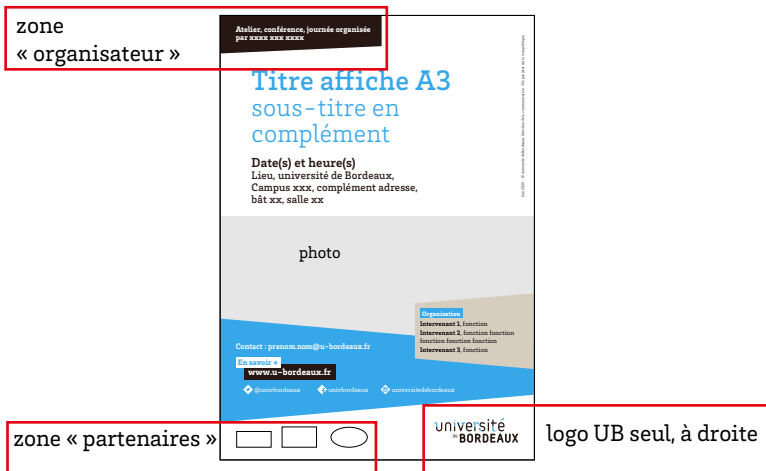 zone
« organisateur »
Atelier, conférence, journée organisée
par xxxx xxx xxxx
Titre affiche A3
sous-titre en
complément
Date(s) et heure(s)
Lieu, université de Bordeaux,
Campus xxx, complément adresse,
bât xx, salle xx
photo
Organisation
Intervenant 1, fonction
Intervenant 2, fonction fonction
fonction fonction fonction
Intervenant 3, fonction
Contact : prenom.nom@u-bordeaux.fr
En savoir +
www.u-bordeaux.fr
@univbordeaux univbordeaux universitedebordeaux
zone « partenaires »
université
de BORDEAUX
logo UB seul, à droite